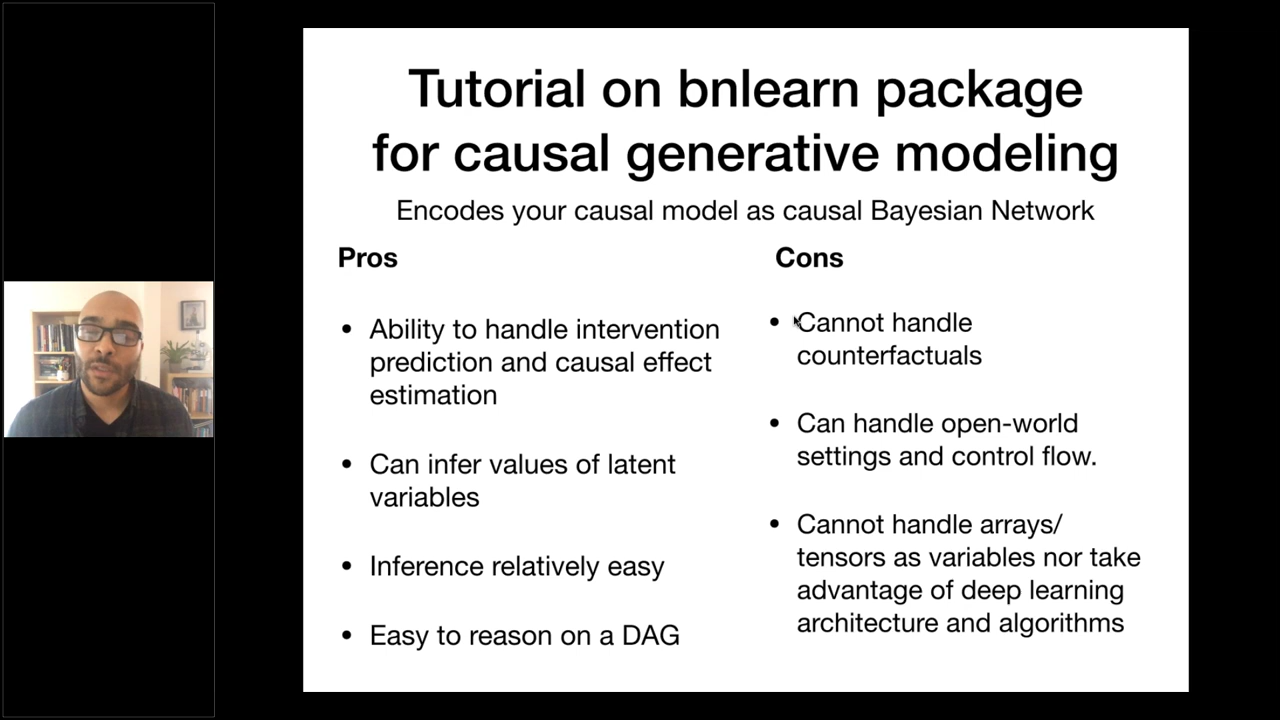 Tutorial on bnlearn package
for causal generative modeling
Encodes your causal model as causal Bayesian Network
Pros
• Ability to handle intervention
prediction and causal effect
estimation
• Can infer values of latent
variables
• Inference relatively easy
• Easy to reason on a DAG
Cons
• Cannot handle
counterfactuals
• Can handle open-world
settings and control flow.
• Cannot handle arrays/
tensors as variables nor take
advantage of deep learning
architecture and algorithms